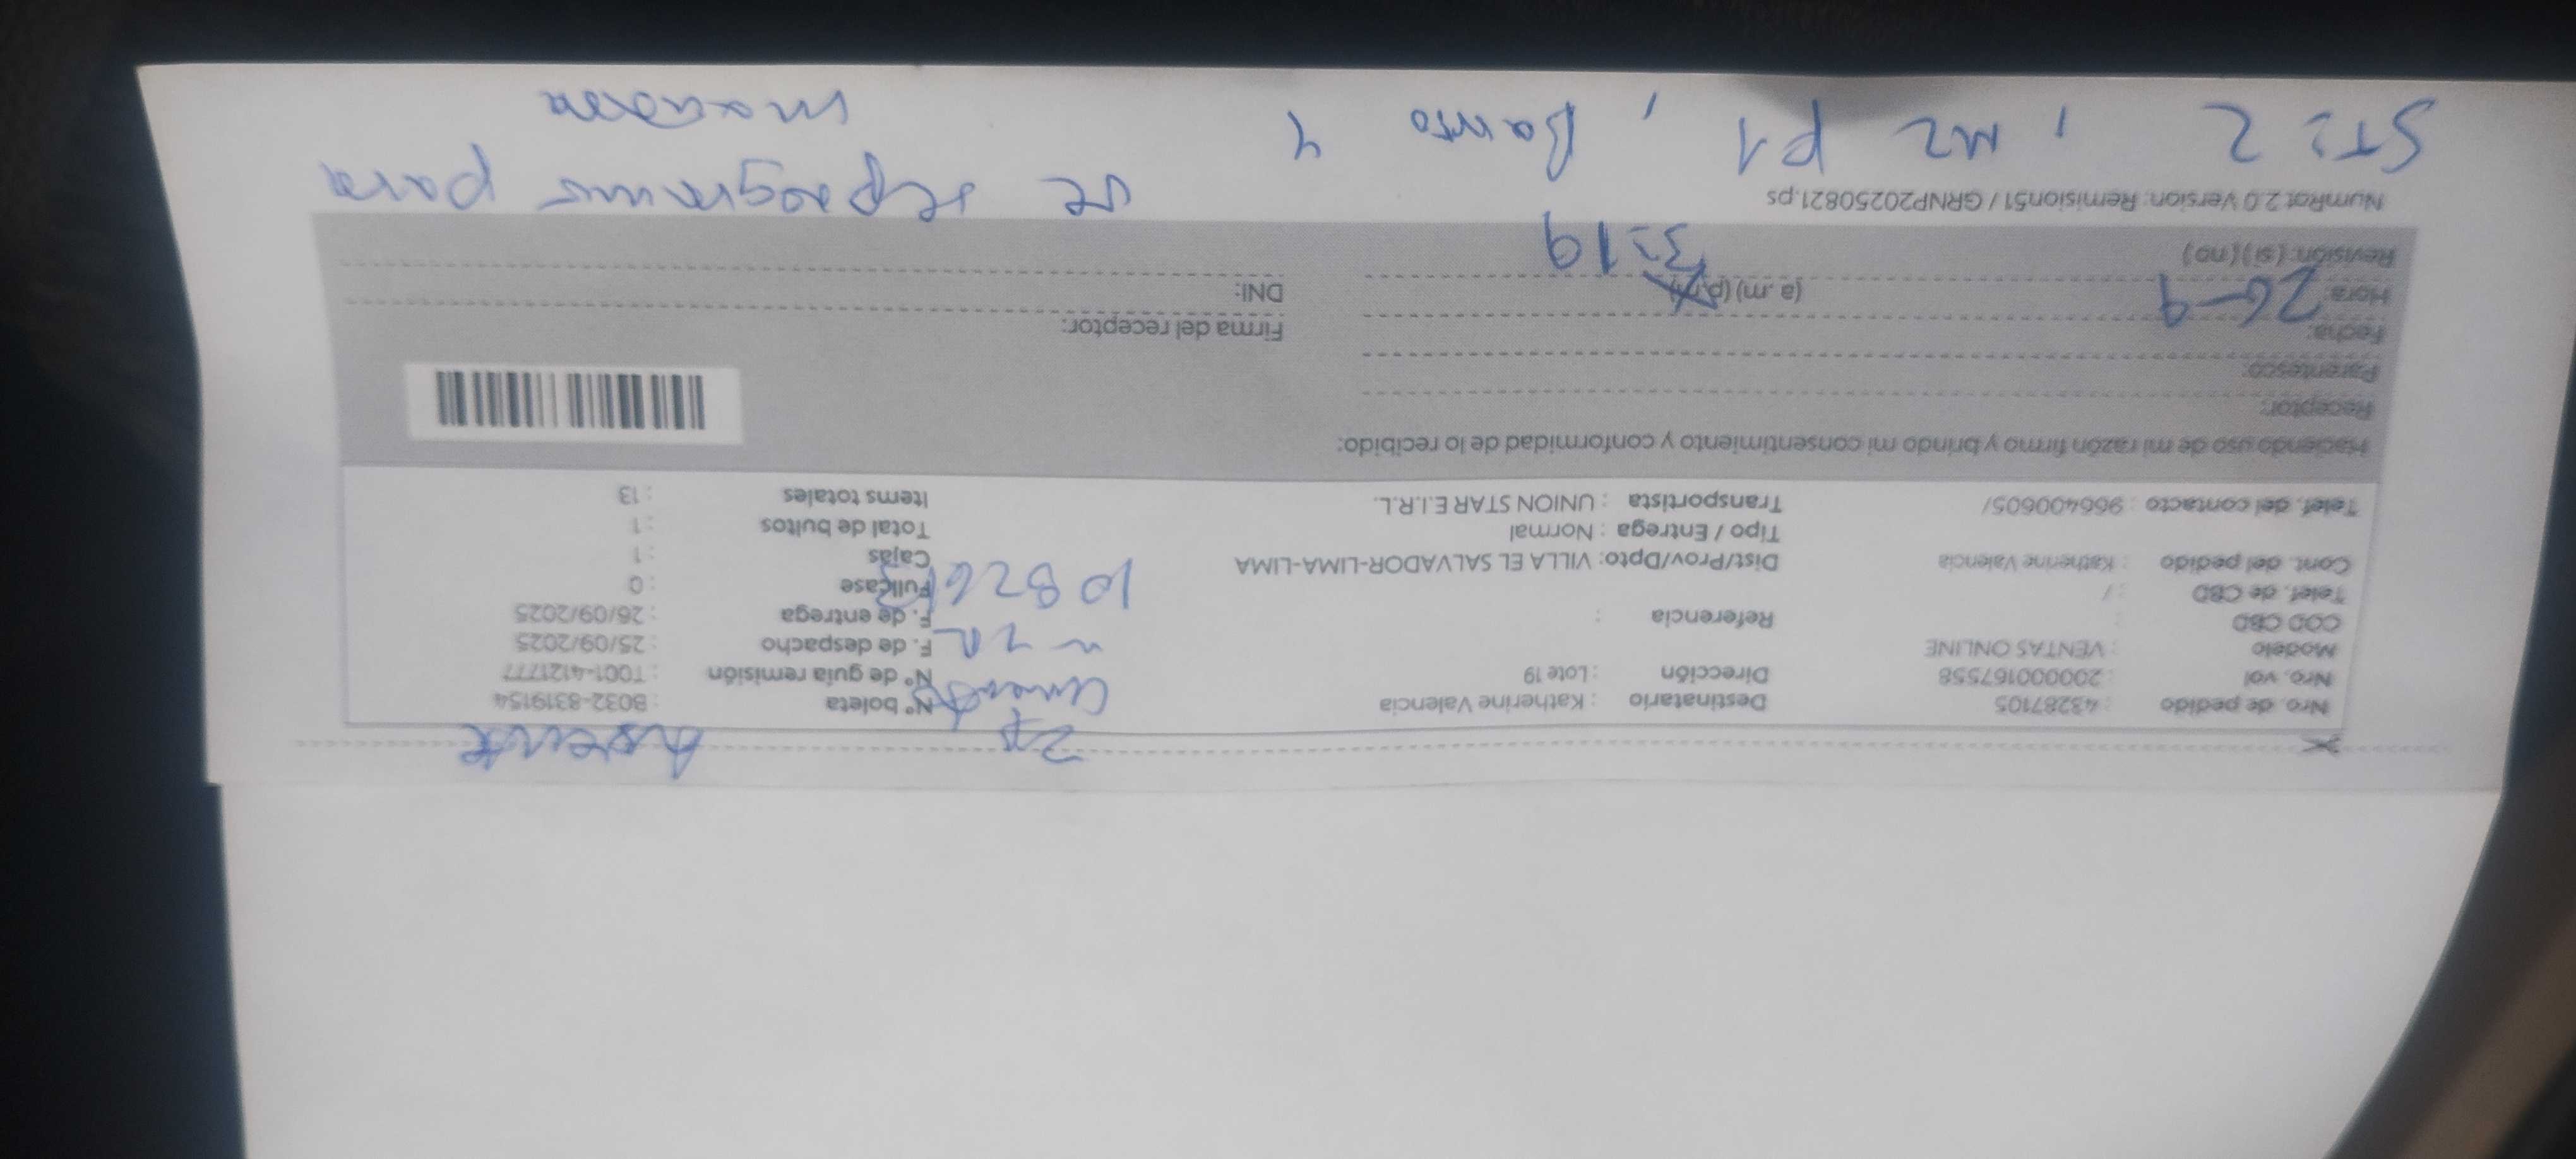 Ausente
Nro. de pedido : 43287105 Destinatario : Katherine Valencia N° boleta : B032-8319154
2p
Nro. vol : 200000167558 Dirección : Lote 19 N° de guía remisión : T001-4121777
Modelo : VENTAS ONLINE F. de despacho : 25/09/2025
COD CBD : Referencia : F. de entrega : 26/09/2025
Telef. de CBD : / Fullcase : 0
Cont. del pedido : Katherine Valencia Dist/Prov/Dpto: VILLA EL SALVADOR-LIMA-LIMA Cajas : 1
Tipo / Entrega : Normal Total de bultos : 1
Telef. del contacto : 966400605/ Transportista : UNION STAR E.I.R.L. Items totales : 13
Haciendo uso de mi razón firmo y brindo mi consentimiento y conformidad de lo recibido:
Receptor:
Parentesco:
Fecha: Firma del receptor:
26-9
Hora: (a.m) (p.m) DNI:
Revisión: (si) (no) 3:19
NumRot 2.0 Version: Remision51 / GRNP20250821.ps
se reprogramo para
ST: 2 , M2 P1 , Barrio 4 mañana